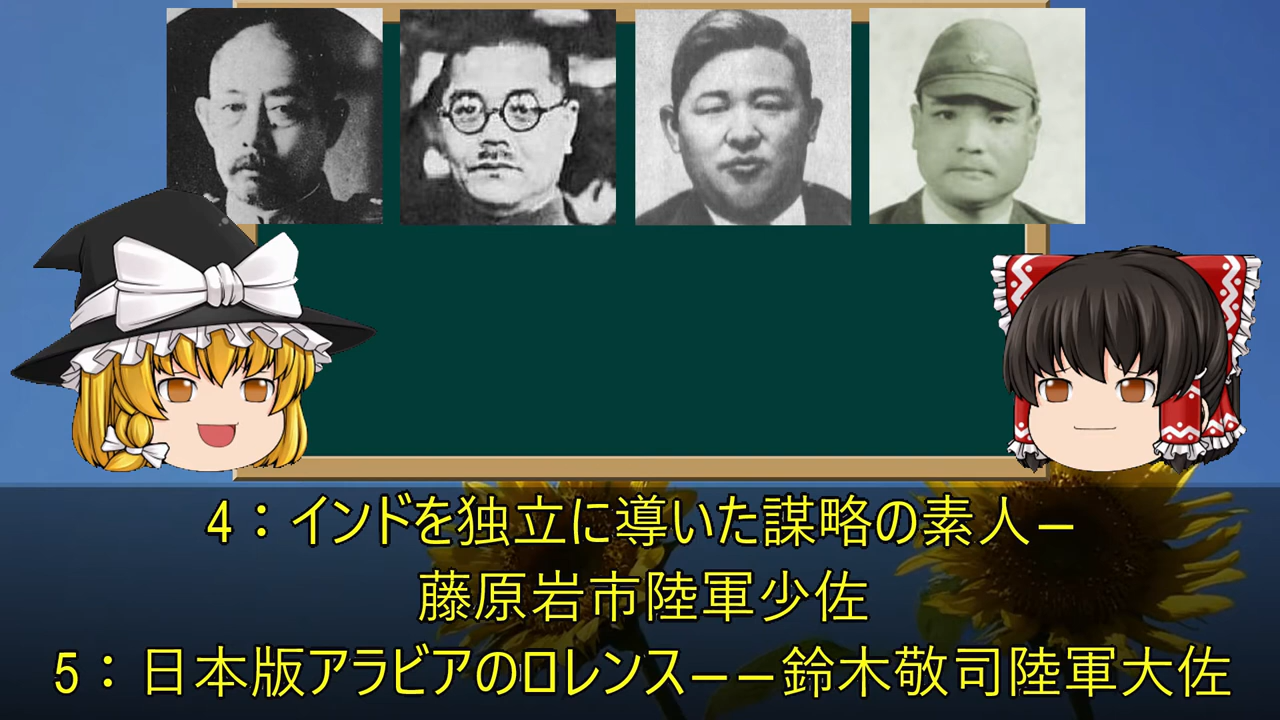 4：インドを独立に導いた謀略の素人ー
藤原岩市陸軍少佐
5：日本版アラビアのロレンスーー鈴木敬司陸軍大佐